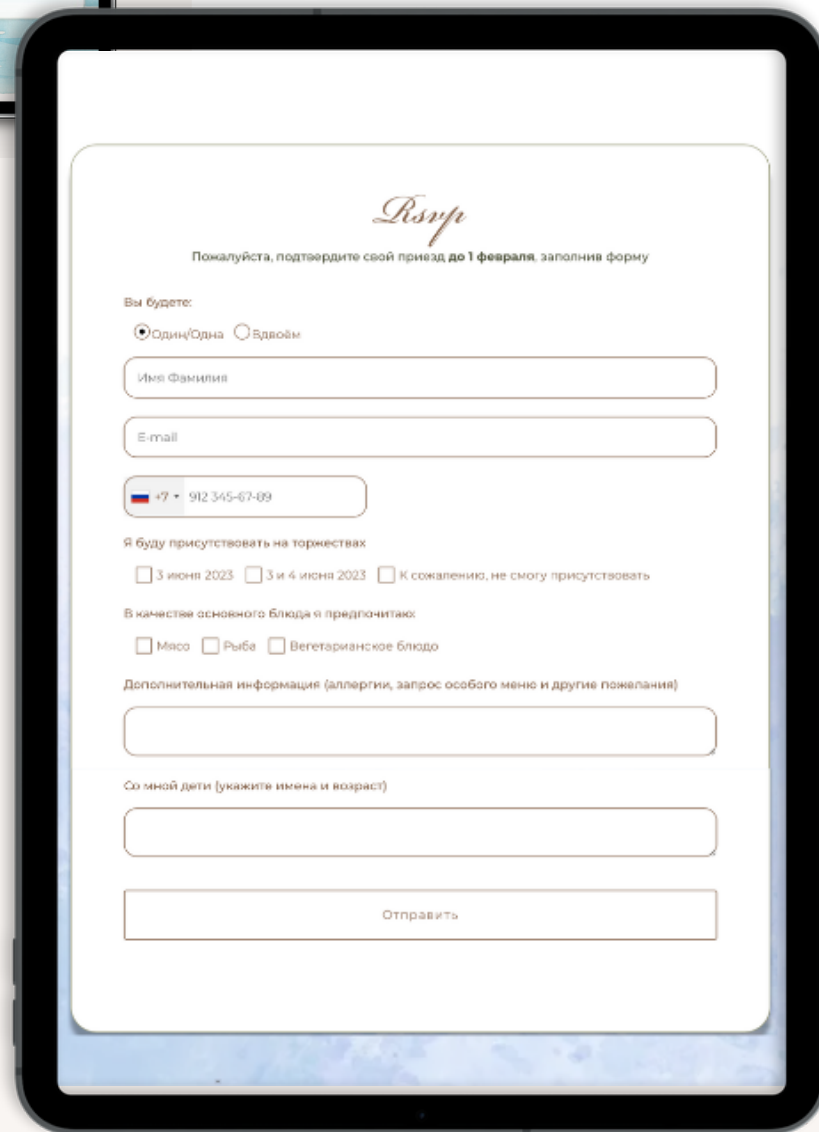 Rsvp
Пожалуйста, подтвердите свой приезд до 1 февраля, заполнив форму
Вы будете:
Один/Одна Вдвоём
Имя Фамилия
E-mail
+7 912 345-67-89
Я буду присутствовать на торжествах
3 июня 2023 3 и 4 июня 2023 К сожалению, не смогу присутствовать
В качестве основного блюда я предпочитаю:
Мясо Рыба Вегетарианское блюдо
Дополнительная информация (аллергии, запрос особого меню и другие пожелания)
Со мной дети (укажите имена и возраст)
Отправить